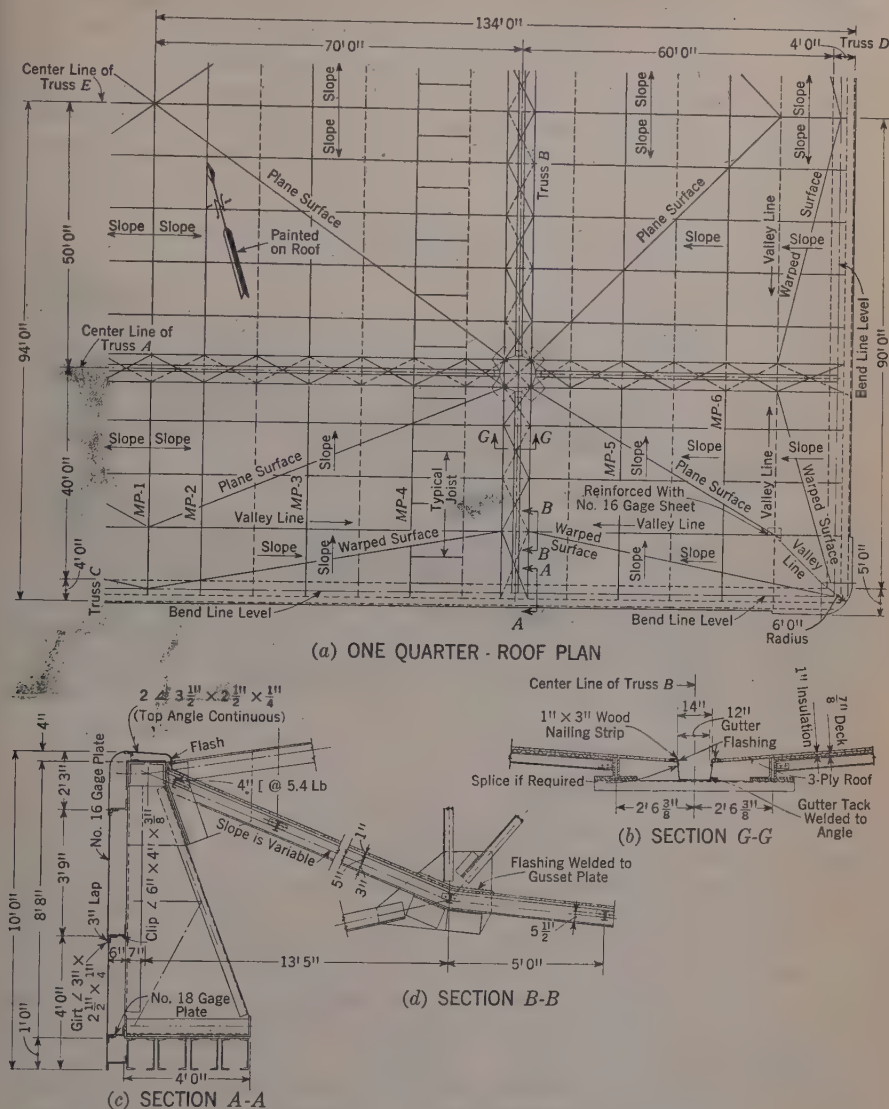 134'0"
70'0"
60'0"
4'0"
Truss D
Center Line of
Truss E
Slope
Slope
Slope
Slope
Slope
Slope
Truss B
Plane Surface
Plane Surface
Surface
Warped
Slope
Slope
Painted
on Roof
Slope
Slope
Valley Line
50'0"
94'0"
90'0"
Center Line of
Truss A
Bend Line Level
MP-6
Slope
Slope
G
G
Slope
Slope
Slope
Plane Surface
MP-1
MP-2
MP-3
MP-4
MP-5
Typical
Joist
Plane Surface
Valley Line
Warped Surface
Reinforced With
No. 16 Gage Sheet
40'0"
Valley Line
B
Valley Line
Warped Surface
Warped
Surface
B
Valley
Line
Slope
Slope
Slope
Slope
A
4'0"
5'0"
Truss C
Bend Line Level
Bend Line Level
A
6'0"
Radius
(a) ONE QUARTER - ROOF PLAN
2 ∠ 3 1/2" × 2 1/2" × 1/4"
(Top Angle Continuous)
Flash
4" [ @ 5.4 Lb
Slope is Variable
4"
2'3"
3'9"
4'0"
10'0"
8'8"
1'0"
No. 16 Gage Plate
3" Lap
Clip ∠ 6" × 4" × 3/8"
6"
7"
Girt ∠ 3" ×
2 1/2" × 1/4"
No. 18 Gage
Plate
13'5"
4'0"
(c) SECTION A-A
1"
5"
3"
Flashing Welded to
Gusset Plate
5 1/2"
5'0"
(d) SECTION B-B
Center Line of Truss B
1" × 3" Wood
Nailing Strip
14"
12"
Gutter
Flashing
1" Insulation
7/8" Deck
Splice if Required
3-Ply Roof
2' 6 3/8"
2' 6 3/8"
Gutter Tack
Welded to
Angle
(b) SECTION G-G